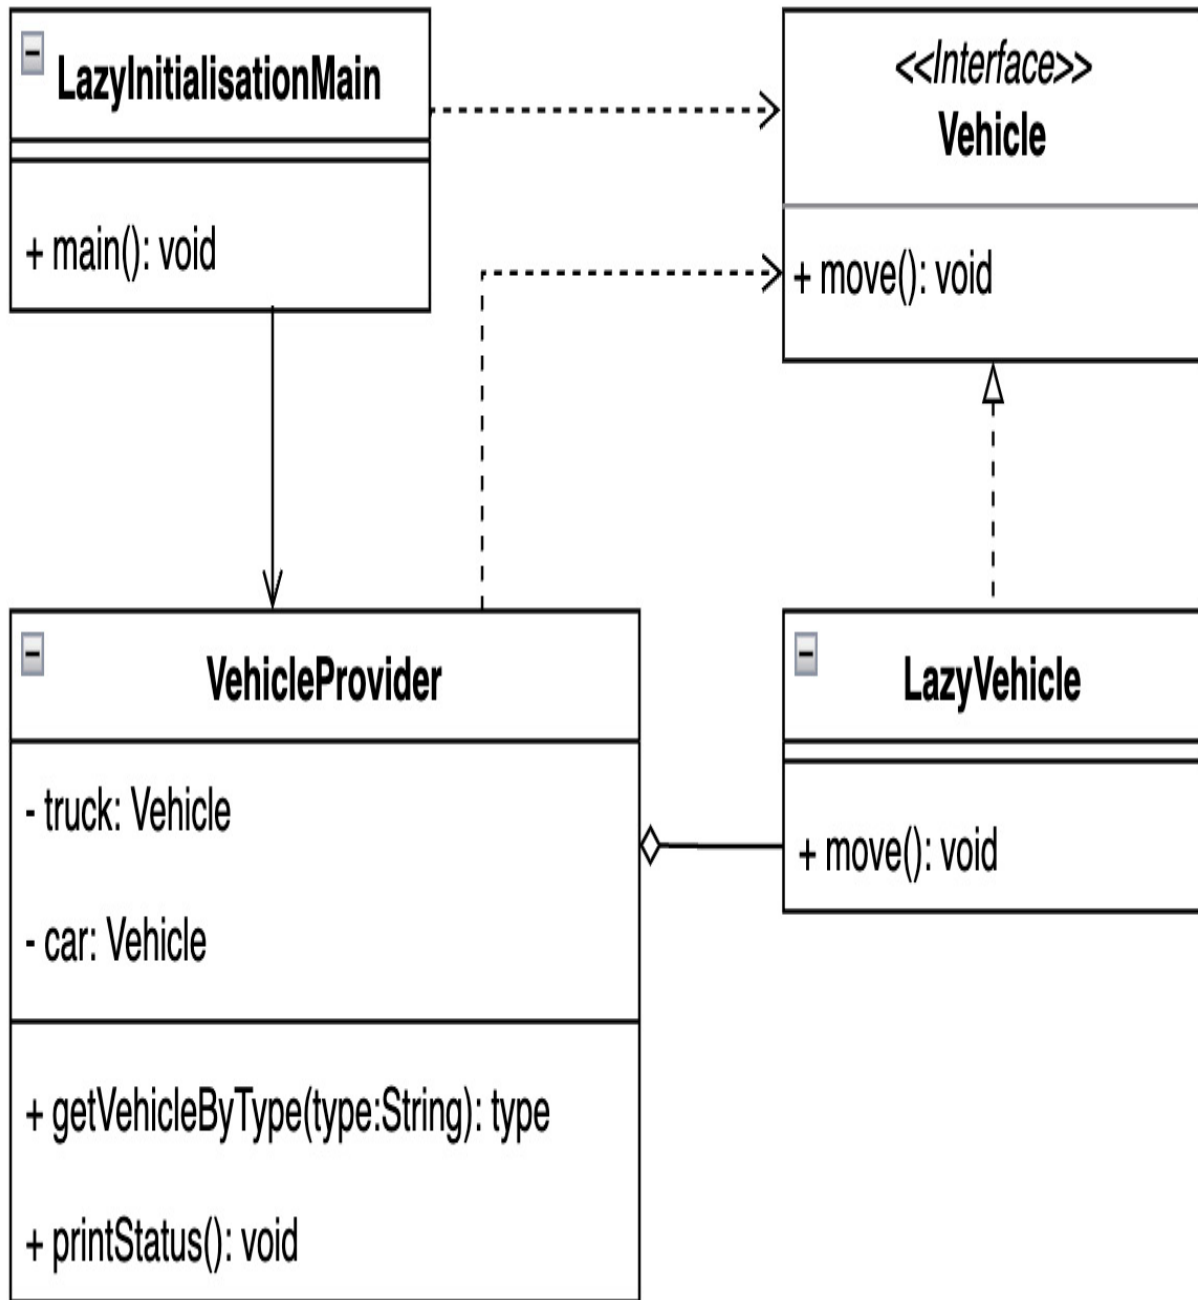 LazyInitialisationMain
+ main(): void
<<Interface>>
Vehicle
+ move(): void
VehicleProvider
- truck: Vehicle
- car: Vehicle
+ getVehicleByType(type:String): type
+ printStatus(): void
LazyVehicle
+ move(): void